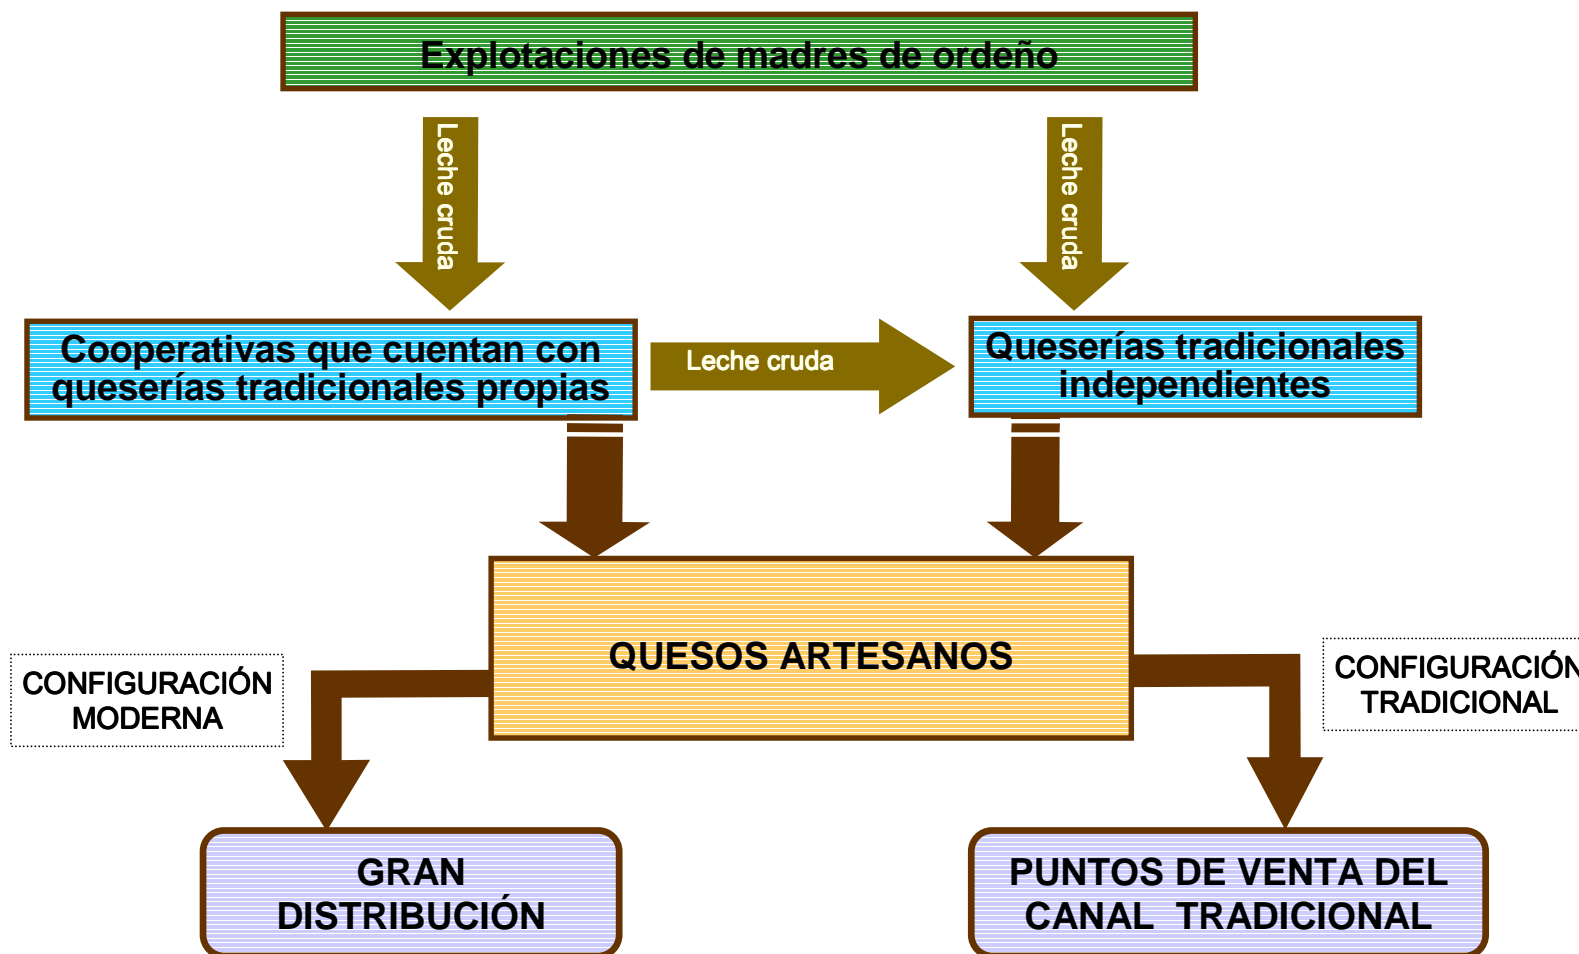 Explotaciones de madres de ordeño
Leche cruda
Leche cruda
Cooperativas que cuentan con
queserías tradicionales propias
Leche cruda
Queserías tradicionales
independientes
QUESOS ARTESANOS
CONFIGURACIÓN
MODERNA
CONFIGURACIÓN
TRADICIONAL
GRAN
DISTRIBUCIÓN
PUNTOS DE VENTA DEL
CANAL TRADICIONAL